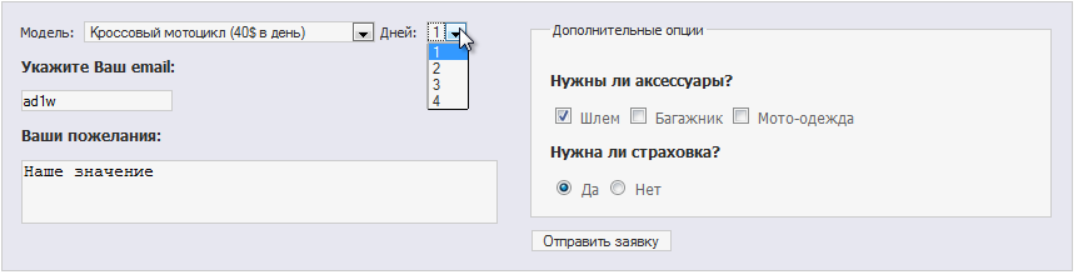 Модель: Кроссовый мотоцикл (40$ в день) Дней: 1
1
2
3
4
Укажите Ваш email:
ad1w
Ваши пожелания:
Наше значение
Дополнительные опции
Нужны ли аксессуары?
Шлем Багажник Мото-одежда
Нужна ли страховка?
Да Нет
Отправить заявку